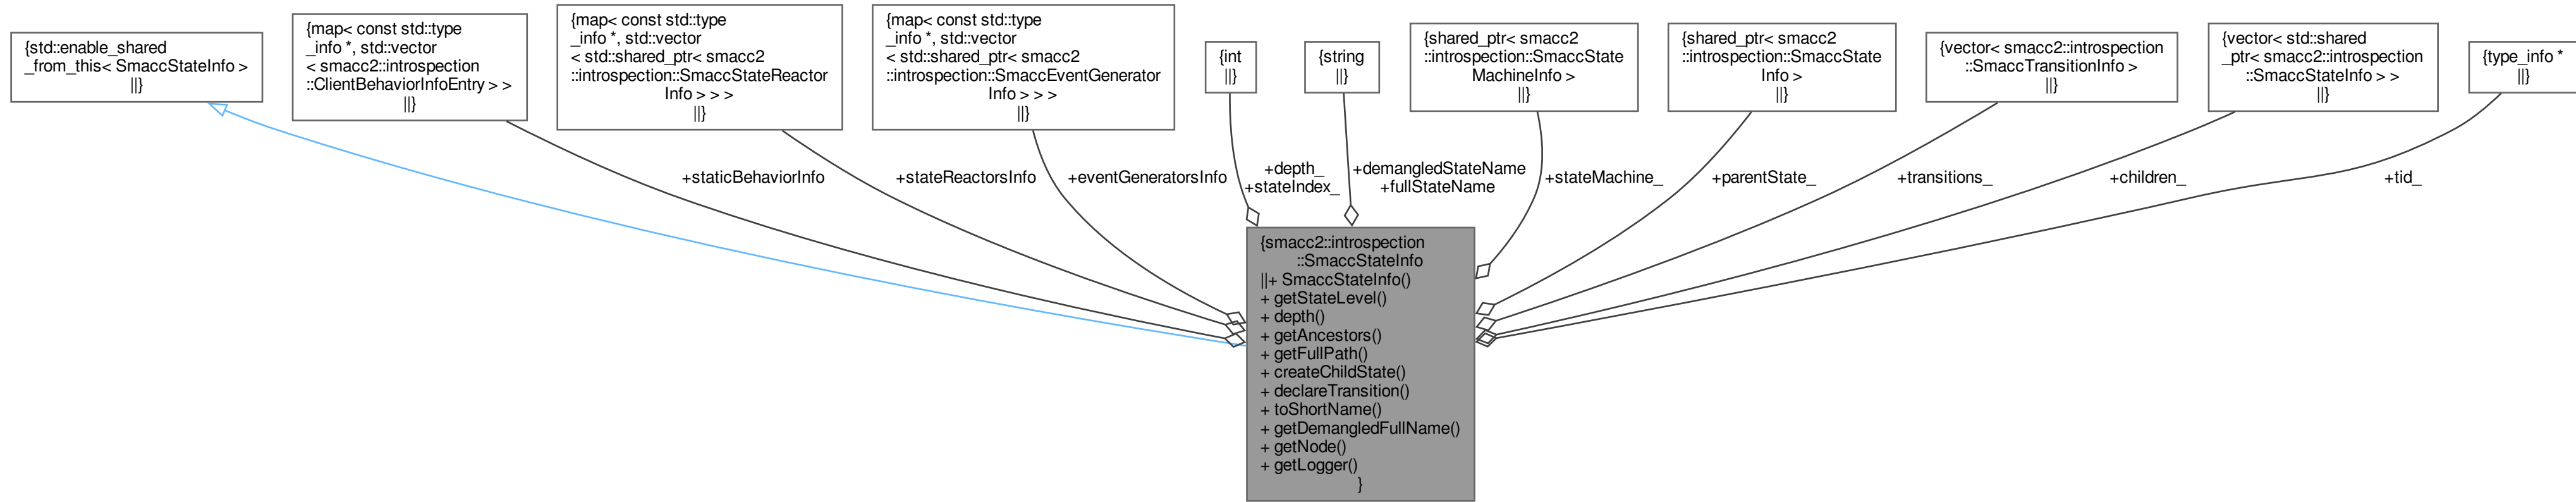 {std::enable_shared
_from_this< SmaccStateInfo >
||}
{map< const std::type
_info *, std::vector
< smacc2::introspection
::ClientBehaviorInfoEntry > >
||}
{map< const std::type
_info *, std::vector
< std::shared_ptr< smacc2
::introspection::SmaccStateReactor
Info > > >
||}
{map< const std::type
_info *, std::vector
< std::shared_ptr< smacc2
::introspection::SmaccEventGenerator
Info > > >
||}
{int
||}
{string
||}
{shared_ptr< smacc2
::introspection::SmaccState
MachineInfo >
||}
{shared_ptr< smacc2
::introspection::SmaccState
Info >
||}
{vector< smacc2::introspection
::SmaccTransitionInfo >
||}
{vector< std::shared
_ptr< smacc2::introspection
::SmaccStateInfo > >
||}
{type_info *
||}
+staticBehaviorInfo
+stateReactorsInfo
+eventGeneratorsInfo
+depth_
+stateIndex_
+demangledStateName
+fullStateName
+stateMachine_
+parentState_
+transitions_
+children_
+tid_
{smacc2::introspection
::SmaccStateInfo
||+ SmaccStateInfo()
+ getStateLevel()
+ depth()
+ getAncestors()
+ getFullPath()
+ createChildState()
+ declareTransition()
+ toShortName()
+ getDemangledFullName()
+ getNode()
+ getLogger()
}